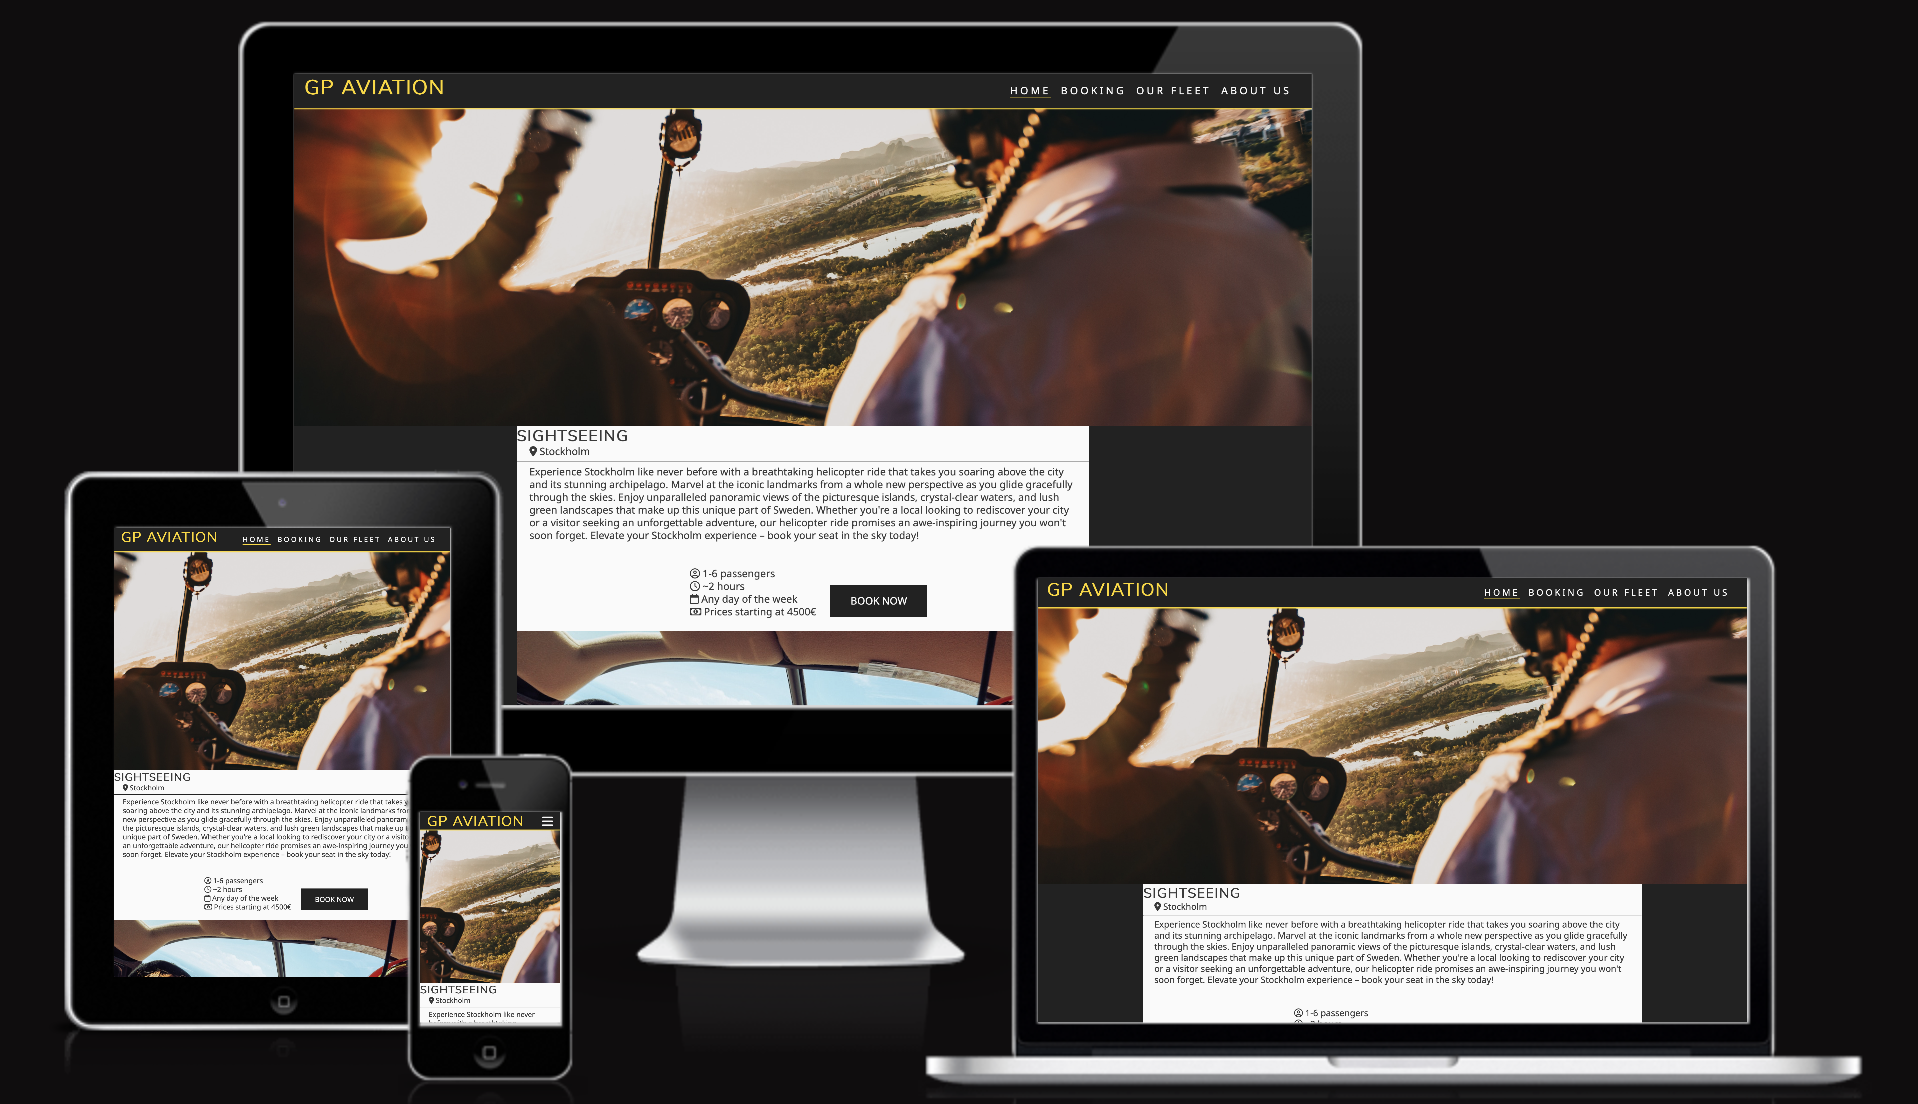 GP AVIATION
HOME BOOKING OUR FLEET ABOUT US
SIGHTSEEING
Stockholm
Experience Stockholm like never before with a breathtaking helicopter ride that takes you soaring above the city
and its stunning archipelago. Marvel at the iconic landmarks from a whole new perspective as you glide gracefully
through the skies. Enjoy unparalleled panoramic views of the picturesque islands, crystal-clear waters, and lush
green landscapes that make up this unique part of Sweden. Whether you're a local looking to rediscover your city
or a visitor seeking an unforgettable adventure, our helicopter ride promises an awe-inspiring journey you won't
soon forget. Elevate your Stockholm experience – book your seat in the sky today!
1-6 passengers
~2 hours
Any day of the week
Prices starting at 4500€
BOOK NOW
GP AVIATION
HOME BOOKING OUR FLEET ABOUT US
SIGHTSEEING
Stockholm
Experience Stockholm like never before with a breathtaking helicopter ride that takes
soaring above the city and its stunning archipelago. Marvel at the iconic landmarks
new perspective as you glide gracefully through the skies. Enjoy unparalleled
the picturesque islands, crystal-clear waters, and lush green landscapes that make up
unique part of Sweden. Whether you're a local looking to rediscover your city or a
an unforgettable adventure, our helicopter ride promises an awe-inspiring journey you
soon forget. Elevate your Stockholm experience – book your seat in the sky today!
1-6 passengers
~2 hours
Any day of the week
Prices starting at 4500€
BOOK NOW
GP AVIATION
SIGHTSEEING
Stockholm
Experience Stockholm like never
GP AVIATION
HOME BOOKING OUR FLEET ABOUT US
SIGHTSEEING
Stockholm
Experience Stockholm like never before with a breathtaking helicopter ride that takes you soaring above the city
and its stunning archipelago. Marvel at the iconic landmarks from a whole new perspective as you glide gracefully
through the skies. Enjoy unparalleled panoramic views of the picturesque islands, crystal-clear waters, and lush
green landscapes that make up this unique part of Sweden. Whether you're a local looking to rediscover your city
or a visitor seeking an unforgettable adventure, our helicopter ride promises an awe-inspiring journey you won't
soon forget. Elevate your Stockholm experience – book your seat in the sky today!
1-6 passengers